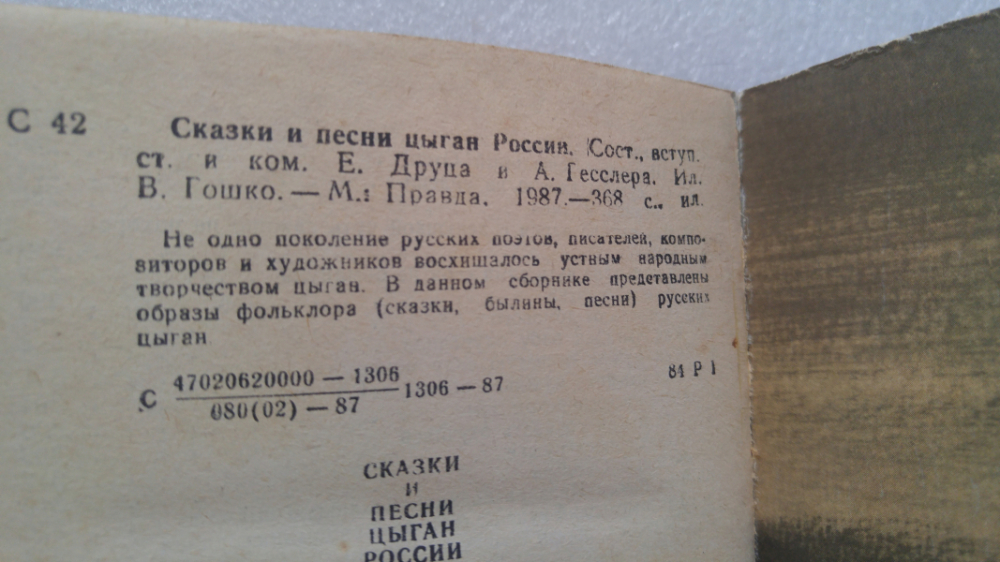 С 42 Сказки и песни цыган России. Сост., вступ.
ст. и ком. Е. Друца и А. Гесслера. Ил.
В. Гошко. — М.: Правда, 1987.—368 с., ил.
Не одно поколение русских поэтов, писателей, компо-
зиторов и художников восхищалось устным народным
творчеством цыган. В данном сборнике представлены
образы фольклора (сказки, былины, песни) русских
цыган
С 47020620000 — 1306 1306 — 87
080(02) — 87
84 Р 1
СКАЗКИ
И
ПЕСНИ
ЦЫГАН
РОССИИ